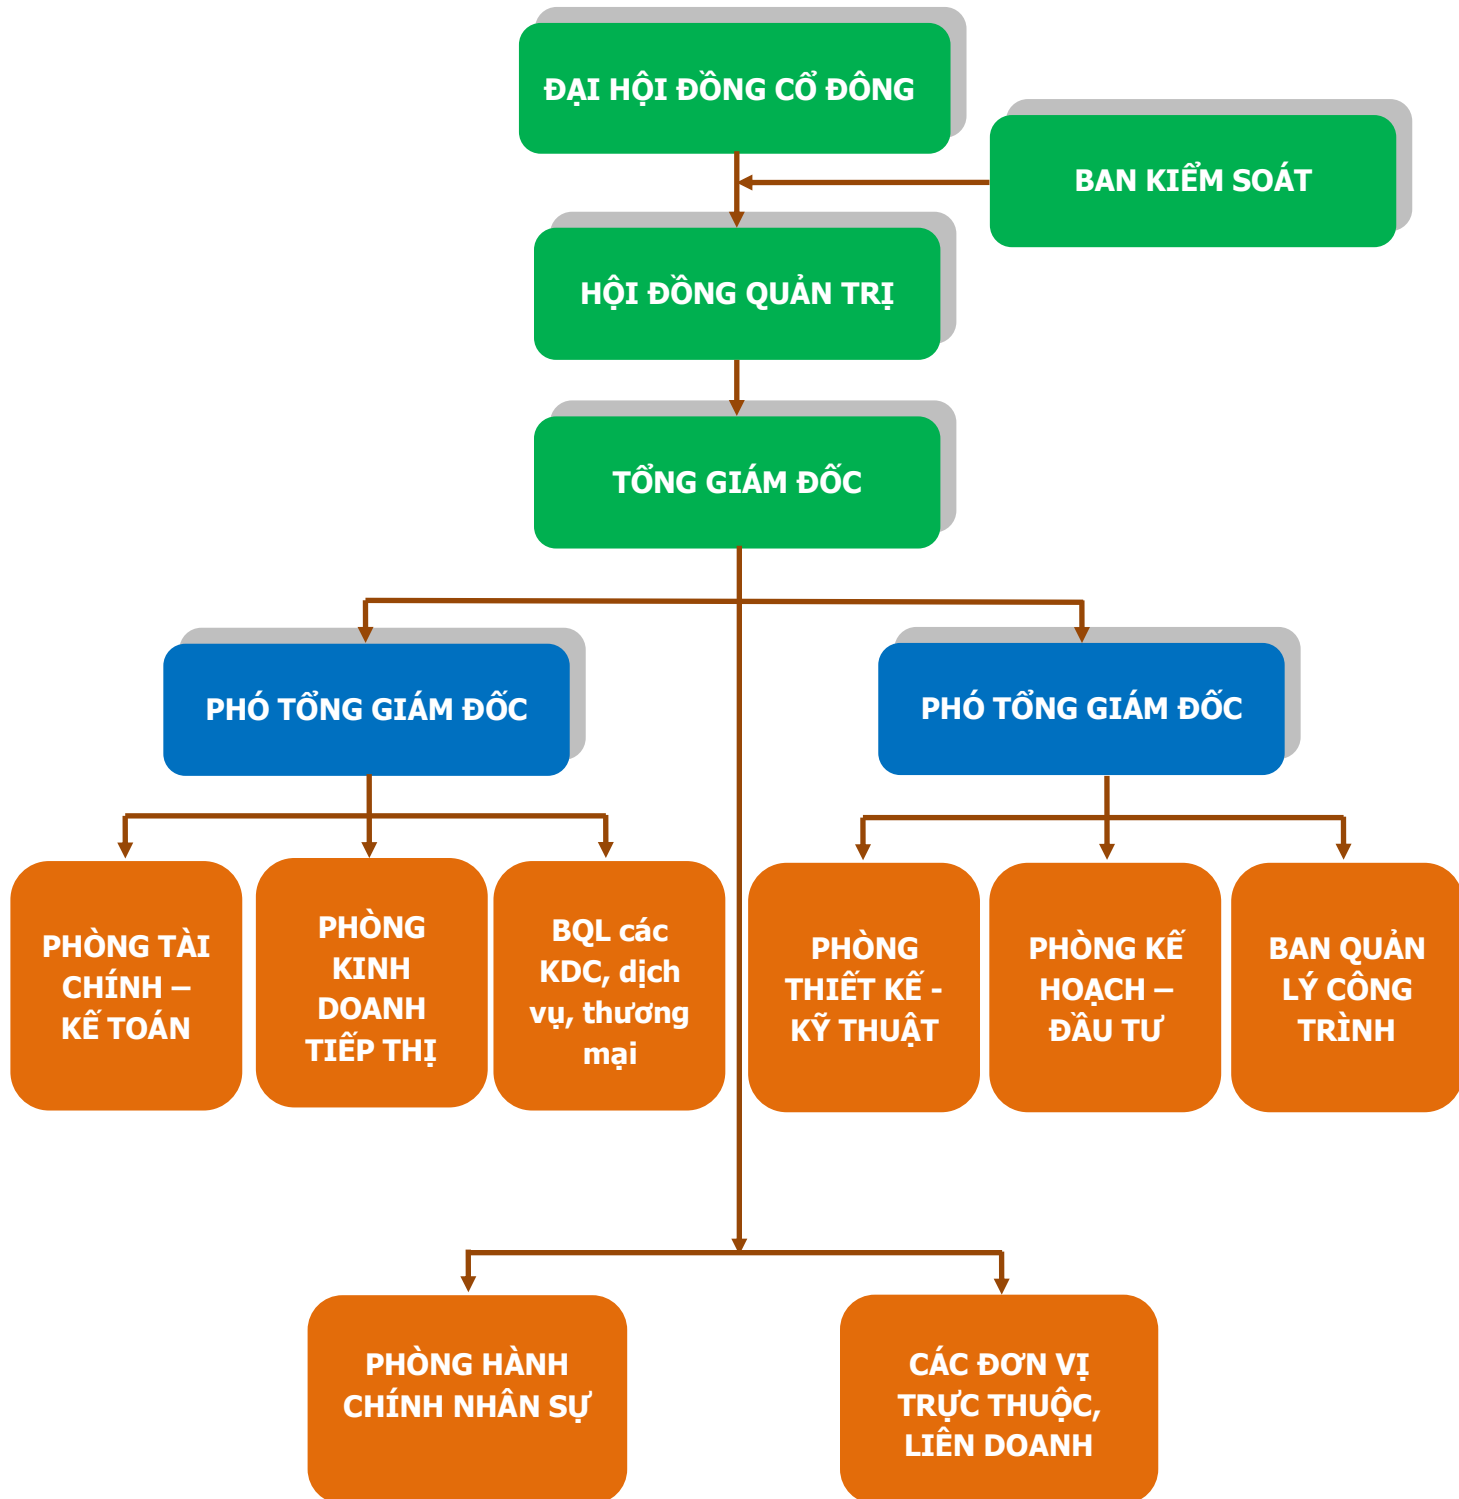 ĐẠI HỘI ĐỒNG CỔ ĐÔNG
BAN KIỂM SOÁT
HỘI ĐỒNG QUẢN TRỊ
TỔNG GIÁM ĐỐC
PHÓ TỔNG GIÁM ĐỐC
PHÓ TỔNG GIÁM ĐỐC
PHÒNG TÀI
CHÍNH –
KẾ TOÁN
PHÒNG
KINH
DOANH
TIẾP THỊ
BQL các
KDC, dịch
vụ, thương
mại
PHÒNG
THIẾT KẾ -
KỸ THUẬT
PHÒNG KẾ
HOẠCH –
ĐẦU TƯ
BAN QUẢN
LÝ CÔNG
TRÌNH
PHÒNG HÀNH
CHÍNH NHÂN SỰ
CÁC ĐƠN VỊ
TRỰC THUỘC,
LIÊN DOANH